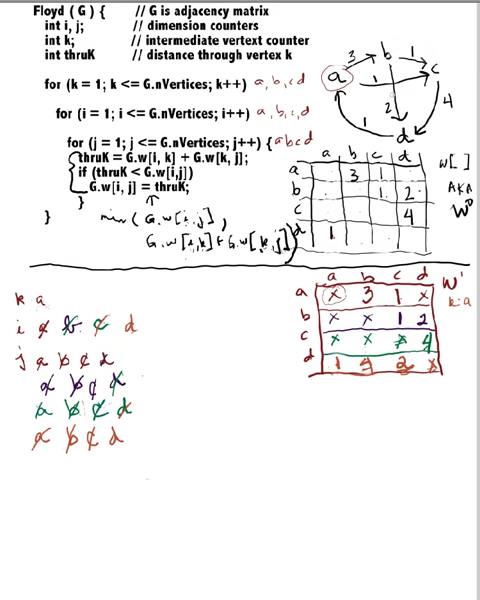 Floyd ( G ) { // G is adjacency matrix
int i, j; // dimension counters
int k; // intermediate vertext counter
int thruK // distance through vertex k
for (k = 1; k <= G.nVertices; k++) a, b, c d
for (i = 1; i <= G.nVertices; i++) a, b, c, d
for (j = 1; j <= G.nVertices; j++) { a b c d
thruK = G.w[i, k] + G.w[k, j];
if (thruK < G.w[i,j])
G.w[i, j] = thruK;
}
}
min ( G.w[i,j],
G.w[i,k] + G.w[k,j])
3 b 1
a 1 c
2 4
1 d
a b c d
a 3 1
b 1 2
c 4
d 1
w[ ]
AKA
W⁰
a b c d
a x 3 1 x
b x x 1 2
c x x x 4
d 1 4 2 x
W'
k=a
k a
i a b c d
j a b c d
a b c d
a b c d
a b c d